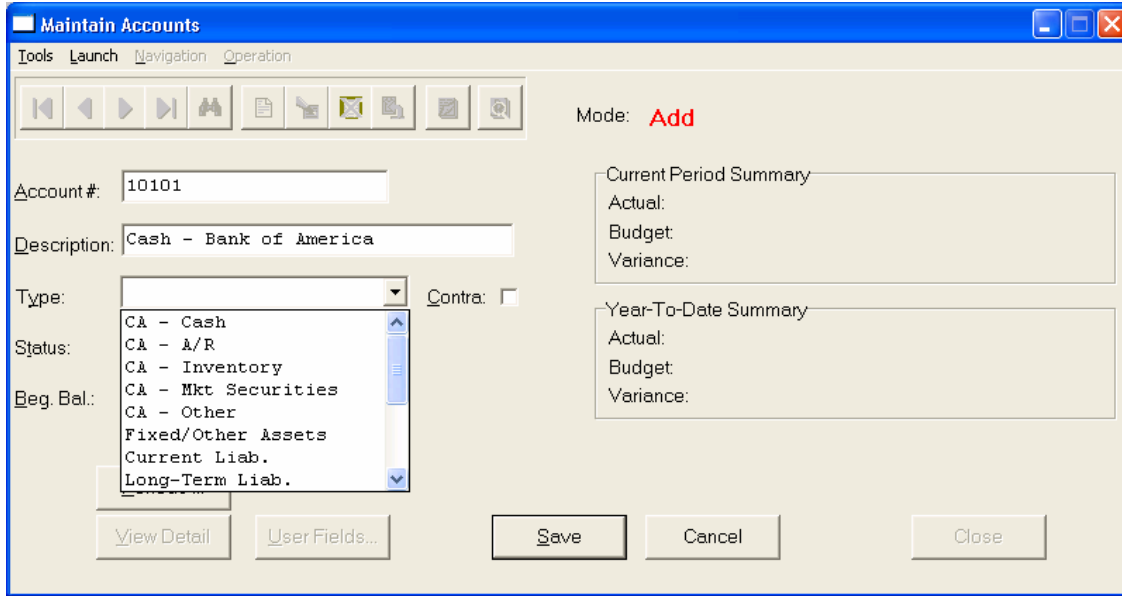 Maintain Accounts
Tools Launch Navigation Operation
Mode: Add
Account #: 10101
Description: Cash - Bank of America
Type:
Contra:
CA - Cash
CA - A/R
CA - Inventory
CA - Mkt Securities
CA - Other
Fixed/Other Assets
Current Liab.
Long-Term Liab.
Status:
Beg. Bal.:
Current Period Summary
Actual:
Budget:
Variance:
Year-To-Date Summary
Actual:
Budget:
Variance:
View Detail
User Fields...
Save
Cancel
Close